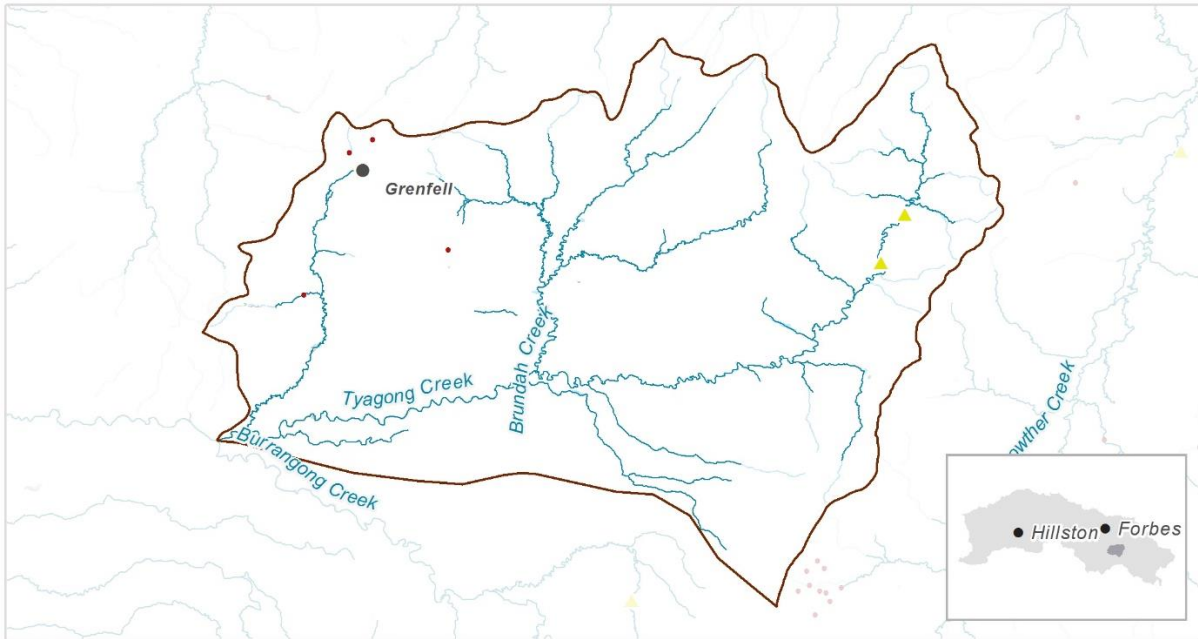 Grenfell
Brundah Creek
Tyagong Creek
Burrangong Creek
owther Creek
Hillston
Forbes